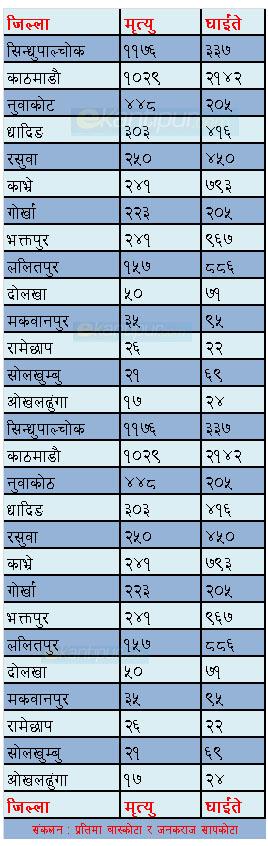 जिल्ला मृत्यु घाईते
सिन्धुपाल्चोक ११७६ ३३७
काठमाडौ १०२९ २१४२
नुवाकोट ४४८ २०५
धादिङ ३०३ ४१६
रसुवा २५० ४५०
काभ्रे २४१ ७९३
गोर्खा २२३ २०५
भक्तपुर २४१ ९६७
ललितपुर १५७ ८८६
दोलखा ५० ७१
मकवानपुर ३५ ९५
रामेछाप २६ २२
सोलखुम्बु २१ ६९
ओखलढुंगा १७ २४
सिन्धुपाल्चोक ११७६ ३३७
काठमाडौ १०२९ २१४२
नुवाकोठ ४४८ २०५
धादिङ ३०३ ४१६
रसुवा २५० ४५०
काभ्रे २४१ ७९३
गोर्खा २२३ २०५
भक्तपुर २४१ ९६७
ललितपुर १५७ ८८६
दोलखा ५० ७१
मकवानपुर ३५ ९५
रामेछाप २६ २२
सोलखुम्बु २१ ६९
ओखलढुंगा १७ २४
जिल्ला मृत्यु घाईते
संकलन : प्रतिमा बास्कोटा र जनकराज सापकोटा